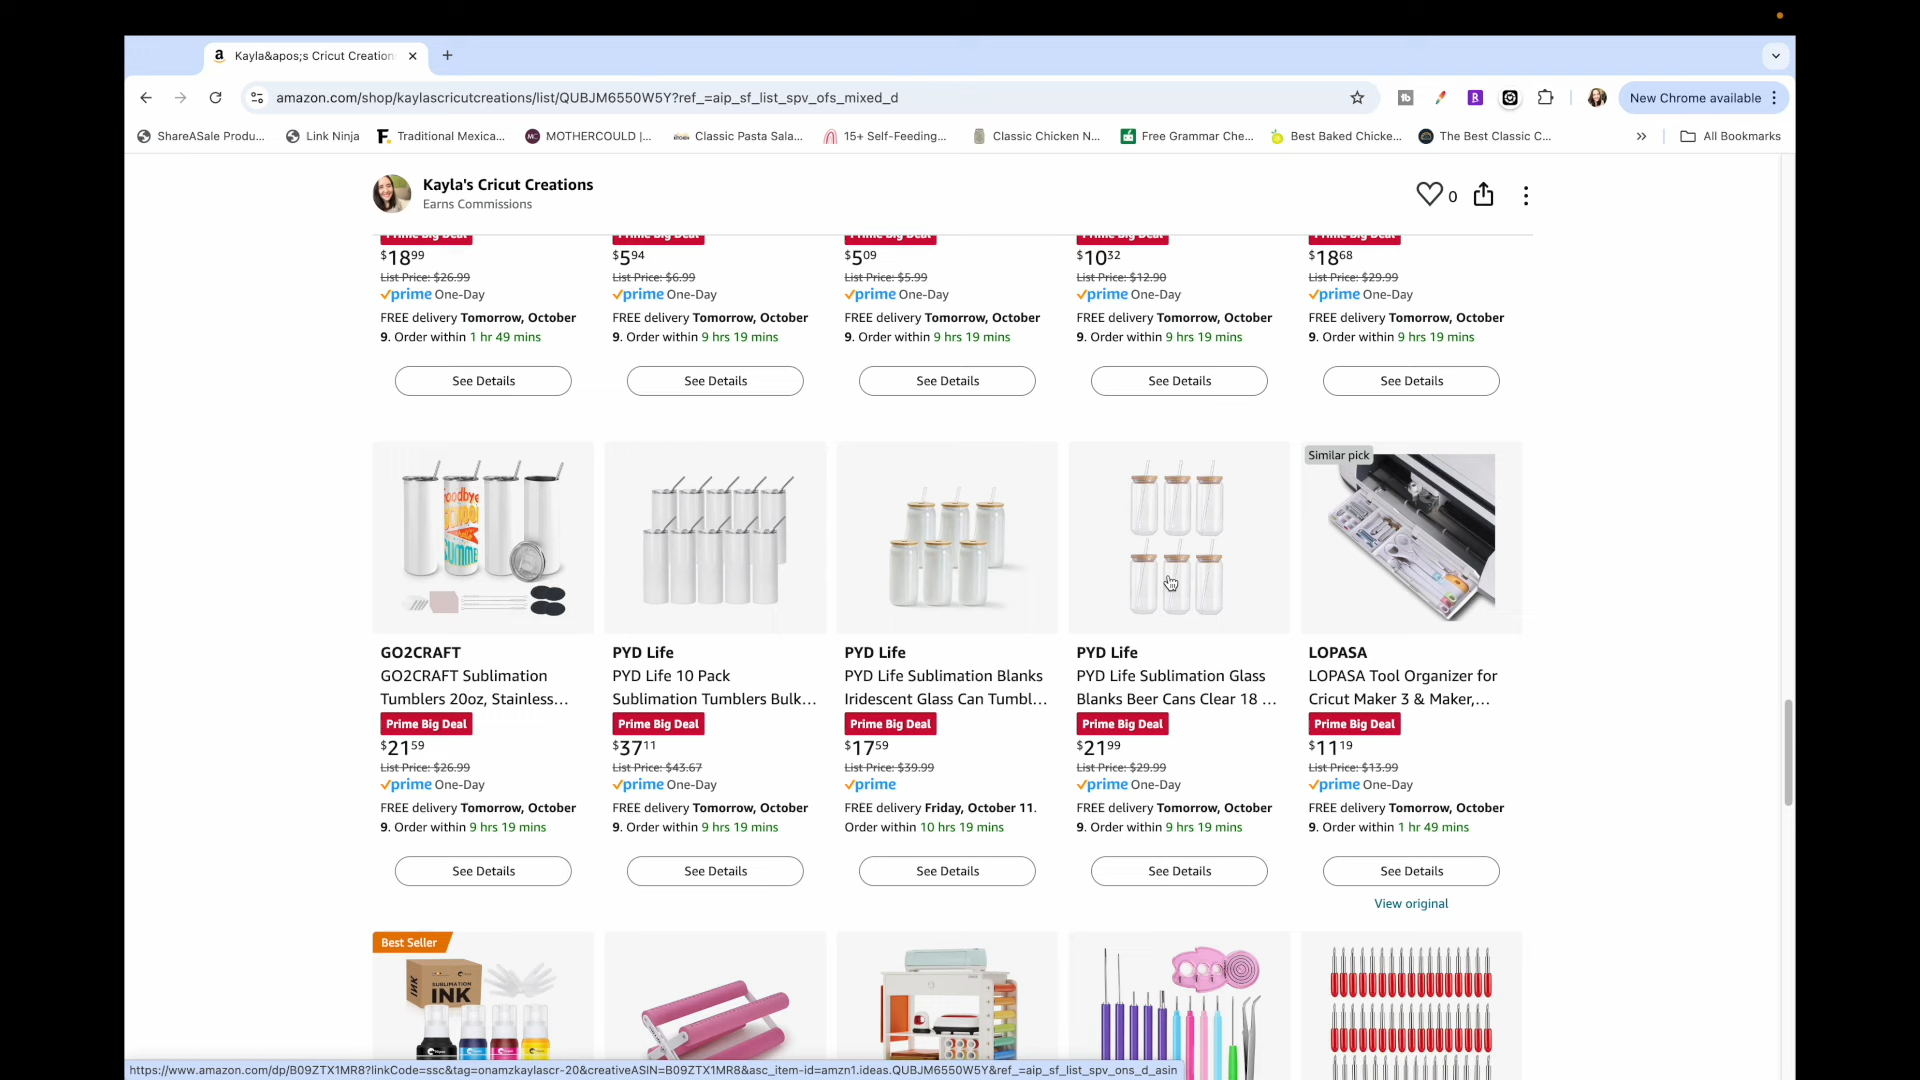 Kayla&apos;s Cricut Creation
amazon.com/shop/kaylascricutcreations/list/QUBJM6550W5Y?ref_=aip_sf_list_spv_ofs_mixed_d
New Chrome available
ShareASale Produ...
Link Ninja
Traditional Mexica...
MOTHERCOULD |...
Classic Pasta Sala...
15+ Self-Feeding...
Classic Chicken N...
Free Grammar Che...
Best Baked Chicke...
The Best Classic C...
All Bookmarks
Kayla's Cricut Creations
Earns Commissions
0
Prime Big Deal
$18 99
List Price: $26.99
prime One-Day
FREE delivery Tomorrow, October
9. Order within 1 hr 49 mins
See Details
Prime Big Deal
$5 94
List Price: $6.99
prime One-Day
FREE delivery Tomorrow, October
9. Order within 9 hrs 19 mins
See Details
Prime Big Deal
$5 09
List Price: $5.99
prime One-Day
FREE delivery Tomorrow, October
9. Order within 9 hrs 19 mins
See Details
Prime Big Deal
$10 32
List Price: $12.90
prime One-Day
FREE delivery Tomorrow, October
9. Order within 9 hrs 19 mins
See Details
Prime Big Deal
$18 68
List Price: $29.99
prime One-Day
FREE delivery Tomorrow, October
9. Order within 9 hrs 19 mins
See Details
GO2CRAFT
GO2CRAFT Sublimation
Tumblers 20oz, Stainless...
Prime Big Deal
$21 59
List Price: $26.99
prime One-Day
FREE delivery Tomorrow, October
9. Order within 9 hrs 19 mins
See Details
PYD Life
PYD Life 10 Pack
Sublimation Tumblers Bulk...
Prime Big Deal
$37 11
List Price: $43.67
prime One-Day
FREE delivery Tomorrow, October
9. Order within 9 hrs 19 mins
See Details
PYD Life
PYD Life Sublimation Blanks
Iridescent Glass Can Tumbl...
Prime Big Deal
$17 59
List Price: $39.99
prime
FREE delivery Friday, October 11.
Order within 10 hrs 19 mins
See Details
PYD Life
PYD Life Sublimation Glass
Blanks Beer Cans Clear 18 ...
Prime Big Deal
$21 99
List Price: $29.99
prime One-Day
FREE delivery Tomorrow, October
9. Order within 9 hrs 19 mins
See Details
Similar pick
LOPASA
LOPASA Tool Organizer for
Cricut Maker 3 & Maker,...
Prime Big Deal
$11 19
List Price: $13.99
prime One-Day
FREE delivery Tomorrow, October
9. Order within 1 hr 49 mins
See Details
View original
Best Seller
SUBLIMATION
INK
https://www.amazon.com/dp/B09ZTX1MR8?linkCode=ssc&tag=onamzkaylascr-20&creativeASIN=B09ZTX1MR8&asc_item-id=amzn1.ideas.QUBJM6550W5Y&ref_=aip_sf_list_spv_ons_d_asin